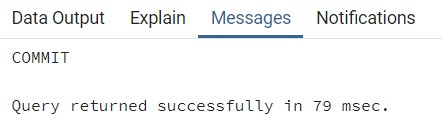 Data Output Explain Messages Notifications
COMMIT
Query returned successfully in 79 msec.